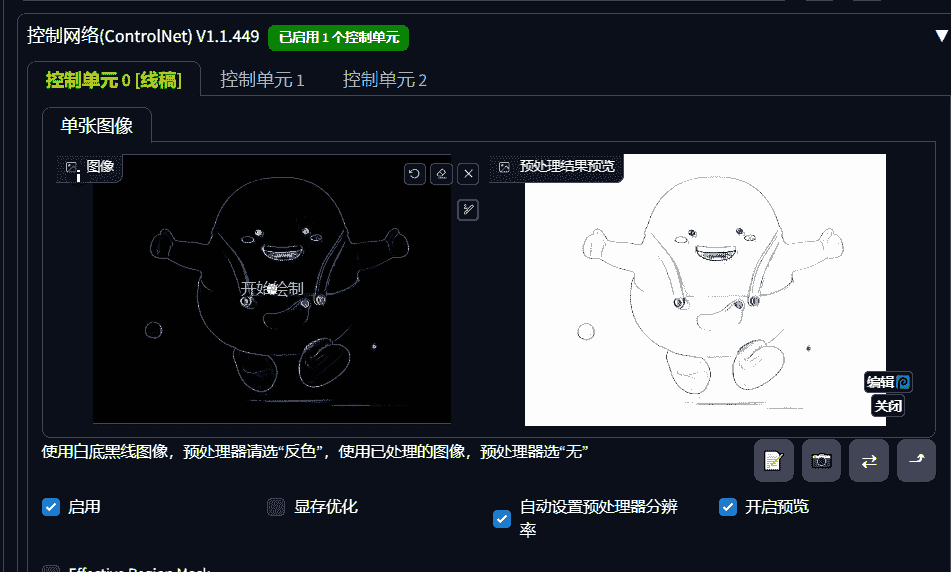 控制网络(ControlNet) V1.1.449 已启用 1 个控制单元
控制单元 0 [线稿] 控制单元 1 控制单元 2
单张图像
图像 预处理结果预览
开始绘制
编辑
关闭
使用白底黑线图像，预处理器请选“反色”，使用已处理的图像，预处理器选“无”
启用 显存优化 自动设置预处理器分辨 开启预览
率
Effective Region Mask